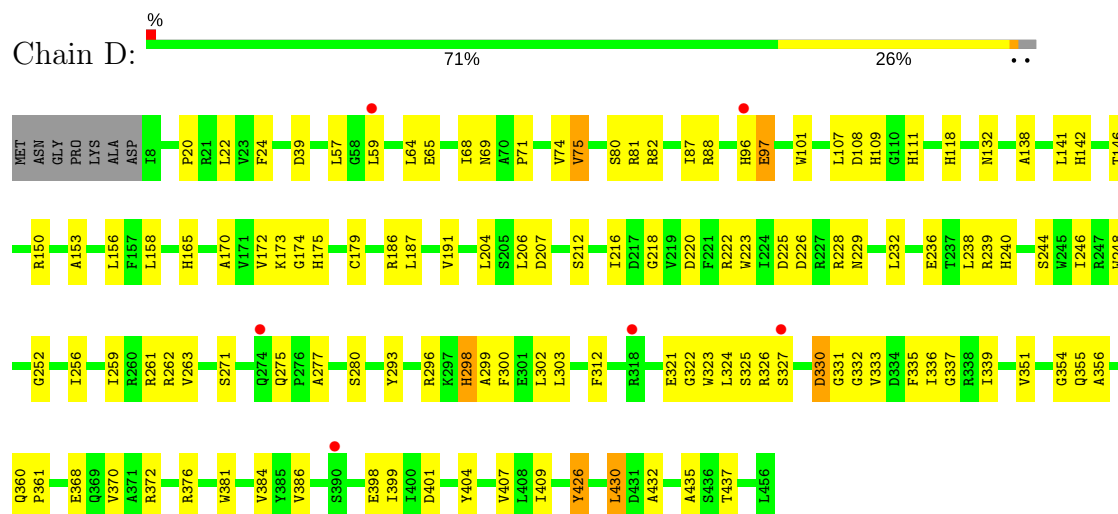 %
Chain D:
71% 26% • •
MET ASN GLY PRO LYS ALA ASP I8 P20 R21 L22 V23 F24 D39 L57 G58 L59 L64 E65 I68 N69 A70 P71 V74 V75 S80 R81 R82 I87 R88 H96 E97 W101 L107 D108 H109 G110 H111 H118 N132 A138 L141 H142 T146
R150 A153 L156 F157 L158 H165 A170 V171 V172 K173 G174 H175 C179 R186 L187 V191 L204 S205 L206 D207 S212 I216 D217 G218 V219 D220 F221 R222 W223 I224 D225 D226 R227 R228 N229 L232 E236 T237 L238 R239 H240 S244 W245 I246 R247 W248
G252 I256 I259 R260 R261 R262 V263 S271 Q274 Q275 P276 A277 S280 Y293 R296 K297 H298 A299 F300 E301 L302 L303 F312 R318 E321 G322 W323 L324 S325 R326 S327 D330 G331 G332 V333 D334 F335 I336 G337 R338 I339 V351 G354 Q355 A356
Q360 P361 E368 Q369 V370 A371 R372 R376 W381 V384 Y385 V386 S390 E398 I399 I400 D401 Y404 V407 L408 I409 Y426 L430 D431 A432 A435 S436 T437 L456